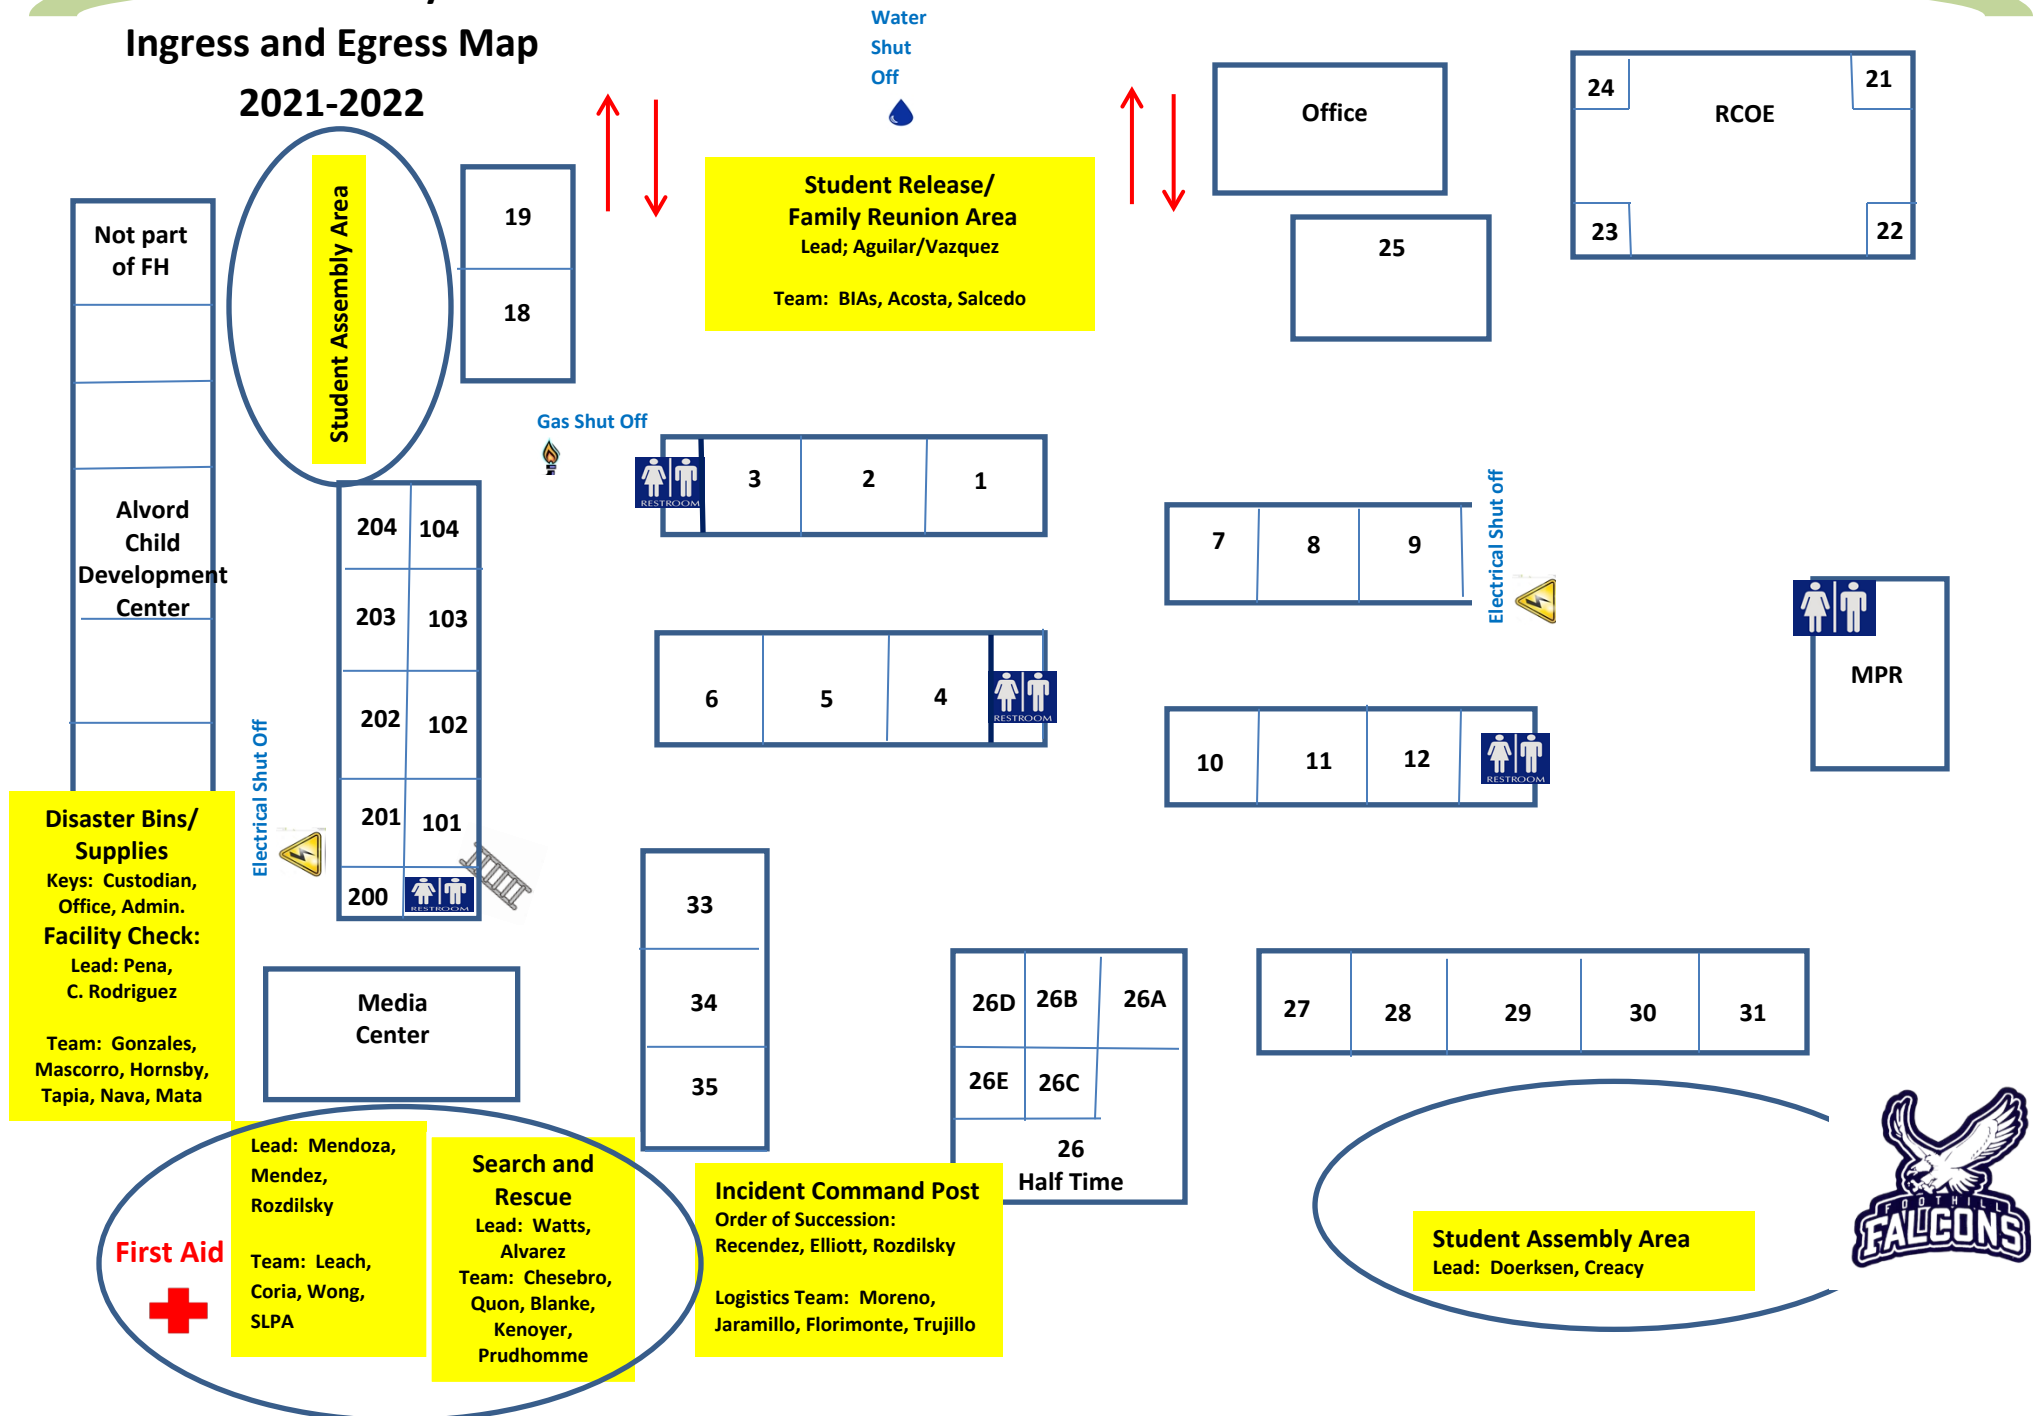 Ingress and Egress Map
2021-2022
Water
Shut
Off
Office
24
21
RCOE
23
22
25
Student Release/
Family Reunion Area
Lead; Aguilar/Vazquez
Team: BIAs, Acosta, Salcedo
Not part
of FH
Student Assembly Area
19
18
Gas Shut Off
RESTROOM
3
2
1
Alvord
Child
Development
Center
204
104
203
103
202
102
201
101
200
RESTROOM
Electrical Shut Off
7
8
9
Electrical Shut off
MPR
6
5
4
RESTROOM
10
11
12
RESTROOM
Disaster Bins/
Supplies
Keys: Custodian,
Office, Admin.
Facility Check:
Lead: Pena,
C. Rodriguez
Team: Gonzales,
Mascorro, Hornsby,
Tapia, Nava, Mata
Media
Center
33
34
35
26D
26B
26A
26E
26C
26
Half Time
27
28
29
30
31
First Aid
Lead: Mendoza,
Mendez,
Rozdilsky
Team: Leach,
Coria, Wong,
SLPA
Search and
Rescue
Lead: Watts,
Alvarez
Team: Chesebro,
Quon, Blanke,
Kenoyer,
Prudhomme
Incident Command Post
Order of Succession:
Recendez, Elliott, Rozdilsky
Logistics Team: Moreno,
Jaramillo, Florimonte, Trujillo
Student Assembly Area
Lead: Doerksen, Creacy
FOOTHILL
FALCONS